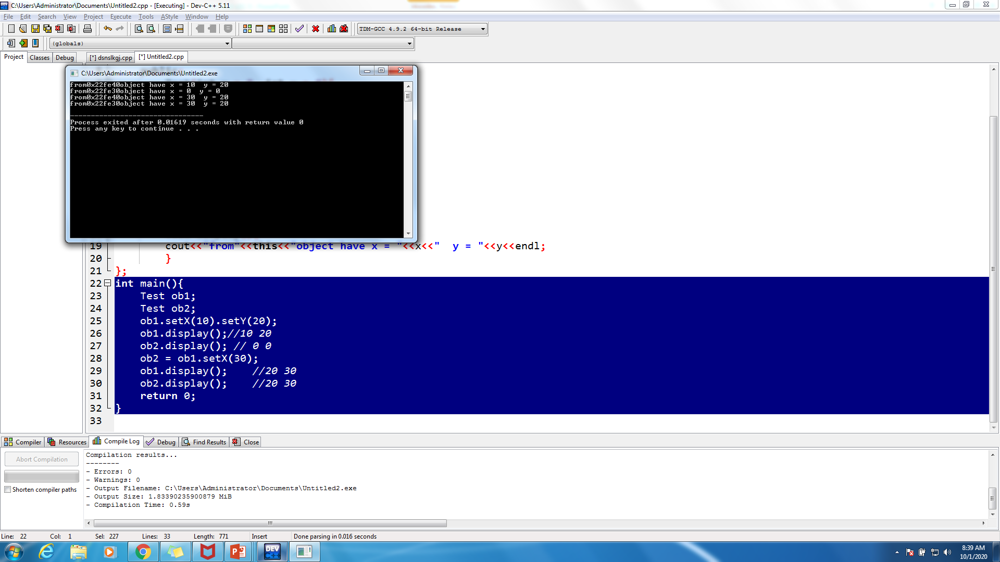 C:\Users\Administrator\Documents\Untitled2.cpp - [Executing] - Dev-C++ 5.11
File Edit Search View Project Execute Tools AStyle Window Help
TDM-GCC 4.9.2 64-bit Release
(globals)
Project Classes Debug [*] dsnslkgj.cpp [*] Untitled2.cpp
C:\Users\Administrator\Documents\Untitled2.exe
from0x22fe40object have x = 10  y = 20
from0x22fe30object have x = 0  y = 0
from0x22fe40object have x = 30  y = 20
from0x22fe30object have x = 30  y = 20
--------------------------------
Process exited after 0.01619 seconds with return value 0
Press any key to continue . . .
19 cout<<"from"<<this<<"object have x = "<<x<<"  y = "<<y<<endl;
20 }
21 };
22 int main(){
23 Test ob1;
24 Test ob2;
25 ob1.setX(10).setY(20);
26 ob1.display();//10 20
27 ob2.display(); // 0 0
28 ob2 = ob1.setX(30);
29 ob1.display();    //20 30
30 ob2.display();    //20 30
31 return 0;
32 }
33
Compiler Resources Compile Log Debug Find Results Close
Abort Compilation
Shorten compiler paths
Compilation results...
--------
- Errors: 0
- Warnings: 0
- Output Filename: C:\Users\Administrator\Documents\Untitled2.exe
- Output Size: 1.83390235900879 MiB
- Compilation Time: 0.59s
Line: 22 Col: 1 Sel: 227 Lines: 33 Length: 771 Insert Done parsing in 0.016 seconds
DEV C++
8:39 AM
10/1/2020